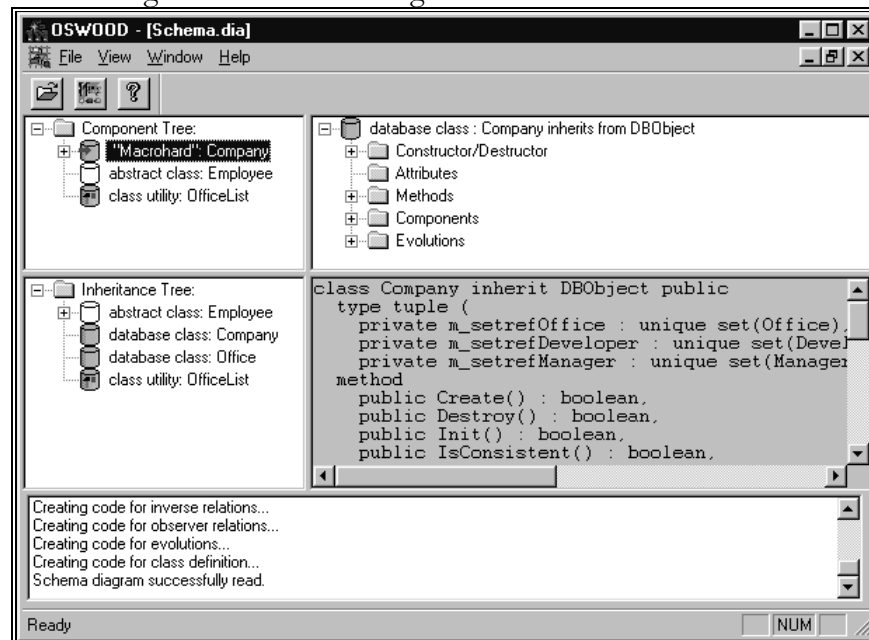 OSWOOD - [Schema.dia]
File View Window Help
Component Tree:
"Macrohard": Company
abstract class: Employee
class utility: OfficeList
database class : Company inherits from DBObject
Constructor/Destructor
Attributes
Methods
Components
Evolutions
Inheritance Tree:
abstract class: Employee
database class: Company
database class: Office
class utility: OfficeList
class Company inherit DBObject public
type tuple (
private m_setrefOffice : unique set(Office),
private m_setrefDeveloper : unique set(Devel
private m_setrefManager : unique set(Manager
method
public Create() : boolean,
public Destroy() : boolean,
public Init() : boolean,
public IsConsistent() : boolean,
Creating code for inverse relations...
Creating code for observer relations...
Creating code for evolutions...
Creating code for class definition...
Schema diagram successfully read.
Ready
NUM